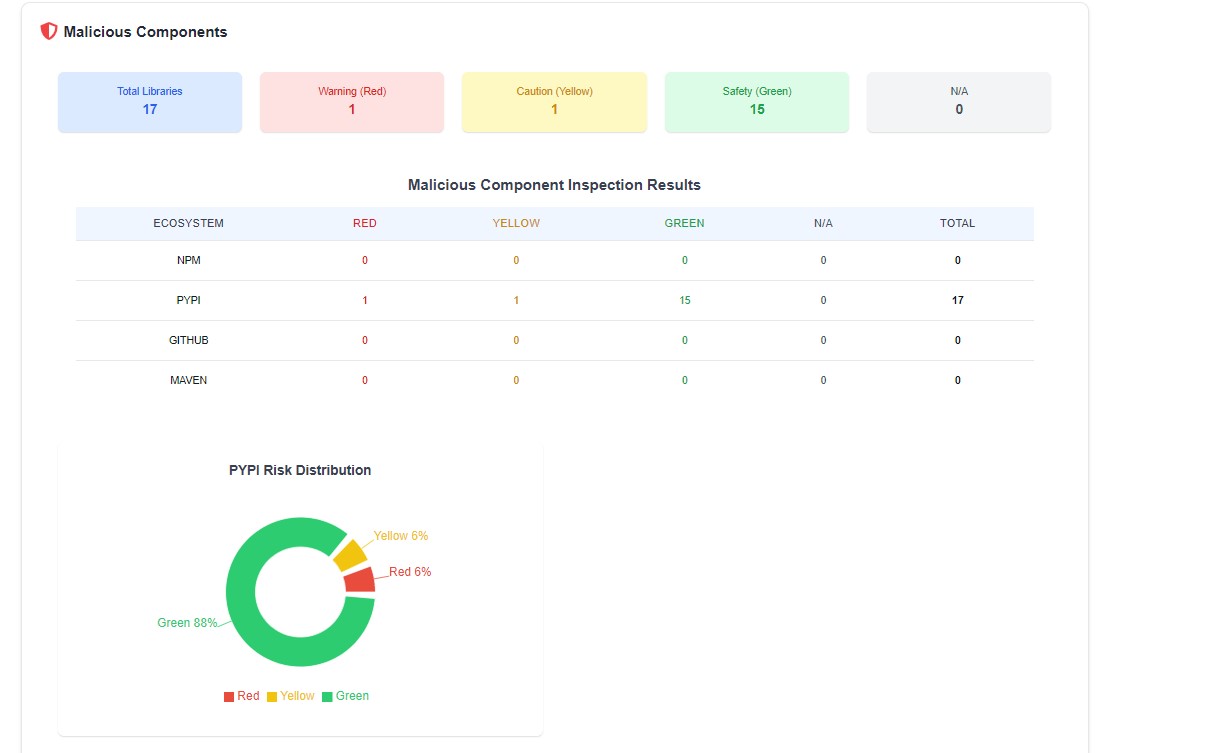 Malicious Components
Total Libraries Warning (Red) Caution (Yellow) Safety (Green) N/A
17 1 1 15 0
Malicious Component Inspection Results
ECOSYSTEM RED YELLOW GREEN N/A TOTAL
NPM 0 0 0 0 0
PYPI 1 1 15 0 17
GITHUB 0 0 0 0 0
MAVEN 0 0 0 0 0
PYPI Risk Distribution
Yellow 6%
Red 6%
Green 88%
Red Yellow Green